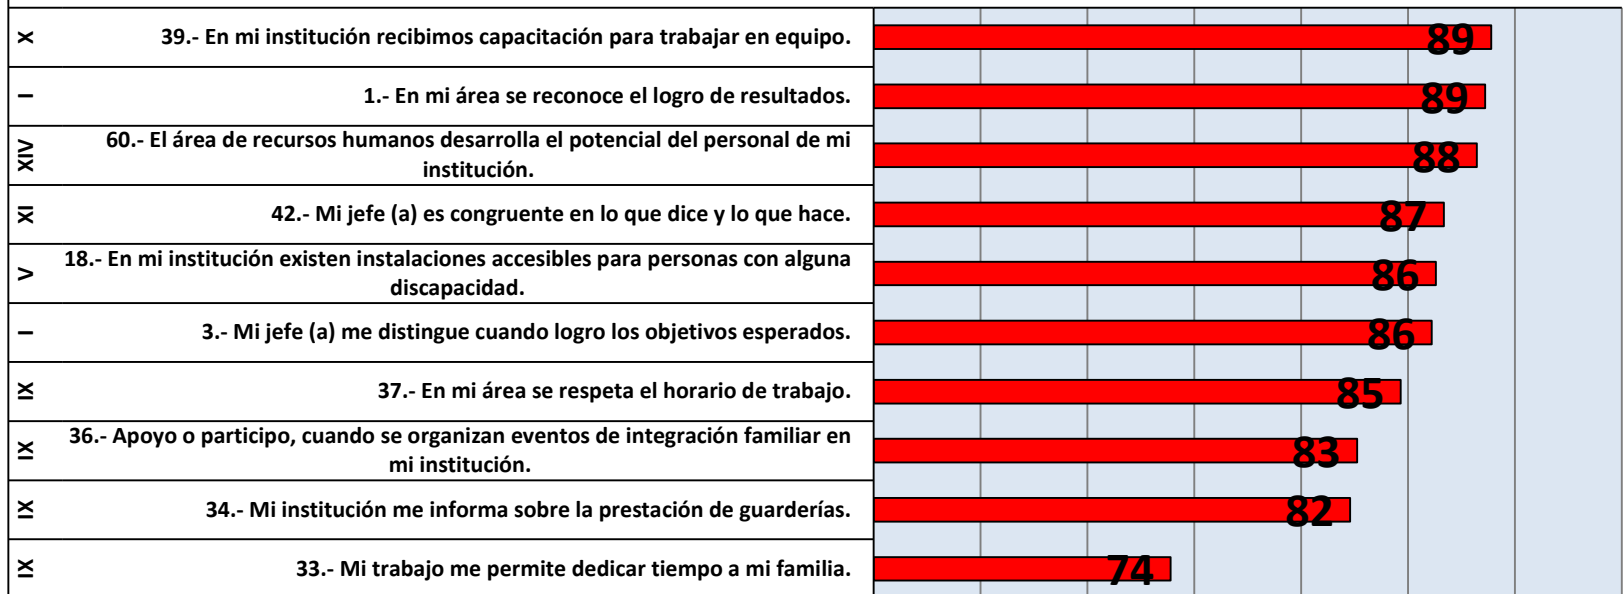 X
39.- En mi institución recibimos capacitación para trabajar en equipo.
89
I
1.- En mi área se reconoce el logro de resultados.
89
XIV
60.- El área de recursos humanos desarrolla el potencial del personal de mi
institución.
88
XI
42.- Mi jefe (a) es congruente en lo que dice y lo que hace.
87
V
18.- En mi institución existen instalaciones accesibles para personas con alguna
discapacidad.
86
I
3.- Mi jefe (a) me distingue cuando logro los objetivos esperados.
86
IX
37.- En mi área se respeta el horario de trabajo.
85
IX
36.- Apoyo o participo, cuando se organizan eventos de integración familiar en
mi institución.
83
IX
34.- Mi institución me informa sobre la prestación de guarderías.
82
IX
33.- Mi trabajo me permite dedicar tiempo a mi familia.
74